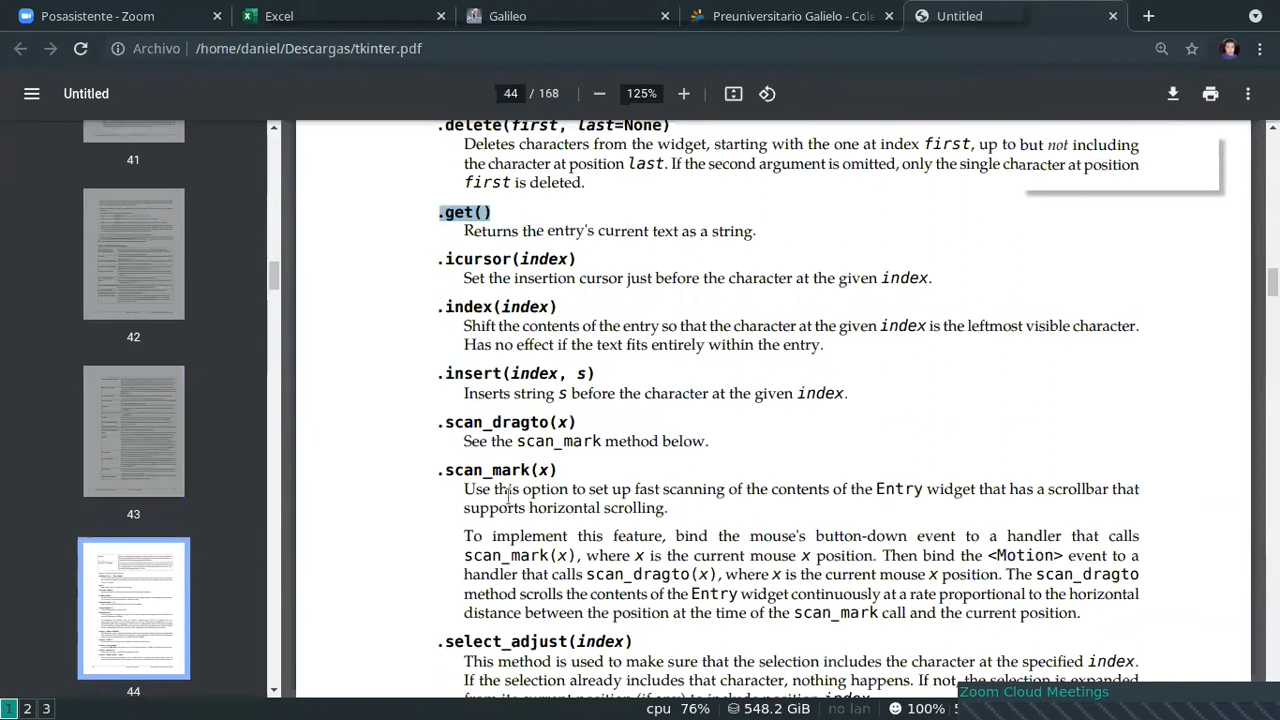 Posasistente - Zoom
Excel
Galileo
Preuniversitario Galielo - Cole
Untitled
Archivo
/home/daniel/Descargas/tkinter.pdf
Untitled
44 / 168
125%
41
42
43
44
.delete(first, last=None)
Deletes characters from the widget, starting with the one at index first, up to but not including
the character at position last. If the second argument is omitted, only the single character at position
first is deleted.
.get()
Returns the entry's current text as a string.
.icursor(index)
Set the insertion cursor just before the character at the given index.
.index(index)
Shift the contents of the entry so that the character at the given index is the leftmost visible character.
Has no effect if the text fits entirely within the entry.
.insert(index, s)
Inserts string s before the character at the given index.
.scan_dragto(x)
See the scan_mark method below.
.scan_mark(x)
Use this option to set up fast scanning of the contents of the Entry widget that has a scrollbar that
supports horizontal scrolling.
To implement this feature, bind the mouse's button-down event to a handler that calls
scan_mark(x), where x is the current mouse x position. Then bind the <Motion> event to a
handler that calls scan_dragto(x), where x is the current mouse x position. The scan_dragto
method scrolls the contents of the Entry widget continuously at a rate proportional to the horizontal
distance between the position at the time of the scan_mark call and the current position.
.select_adjust(index)
This method is used to make sure that the selection includes the character at the specified index.
If the selection already includes that character, nothing happens. If not, the selection is expanded
from its current position (if any) to include position index.
Zoom Cloud Meetings
1 2 3
cpu 76%
548.2 GiB
no lan
100%